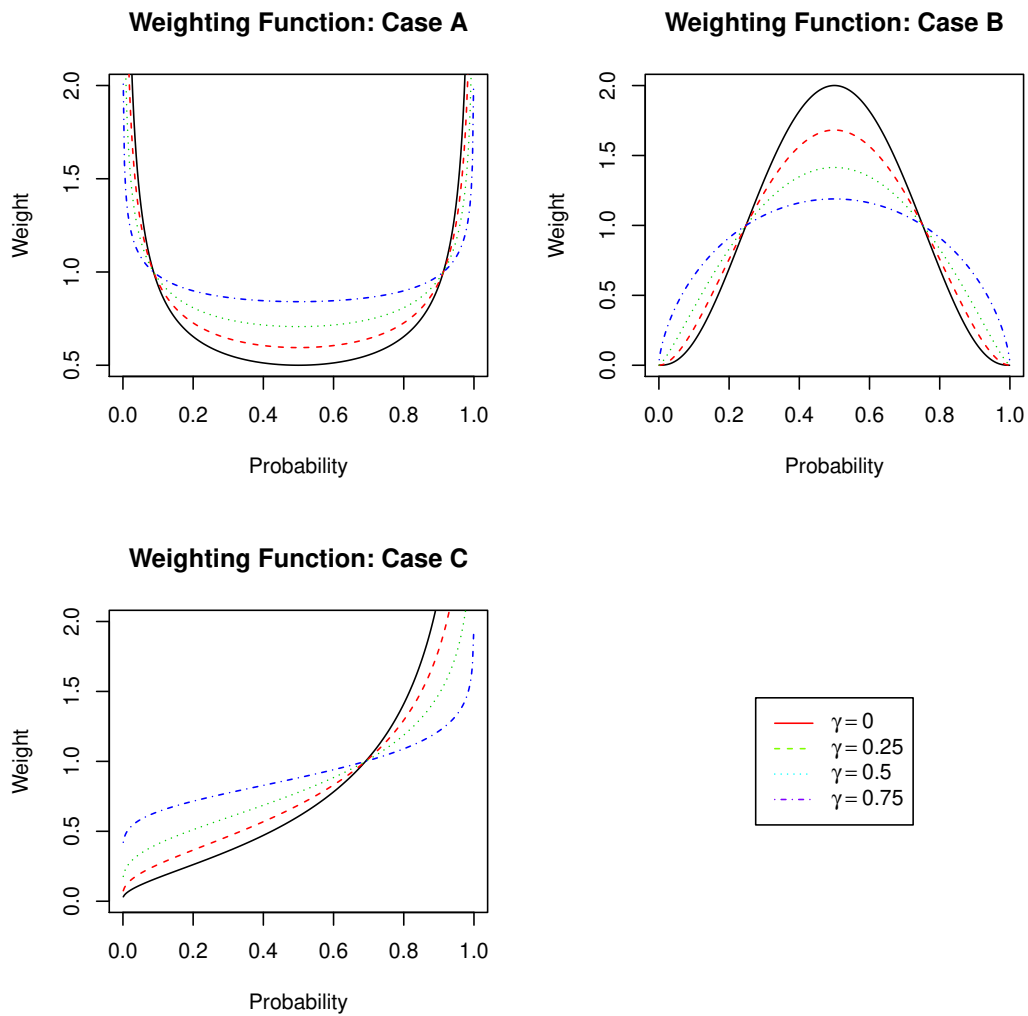 Weighting Function: Case A
Weight
2.0
1.5
1.0
0.5
0.0 0.2 0.4 0.6 0.8 1.0
Probability
Weighting Function: Case B
Weight
2.0
1.5
1.0
0.5
0.0
0.0 0.2 0.4 0.6 0.8 1.0
Probability
Weighting Function: Case C
Weight
2.0
1.5
1.0
0.5
0.0
0.0 0.2 0.4 0.6 0.8 1.0
Probability
γ = 0
γ = 0.25
γ = 0.5
γ = 0.75